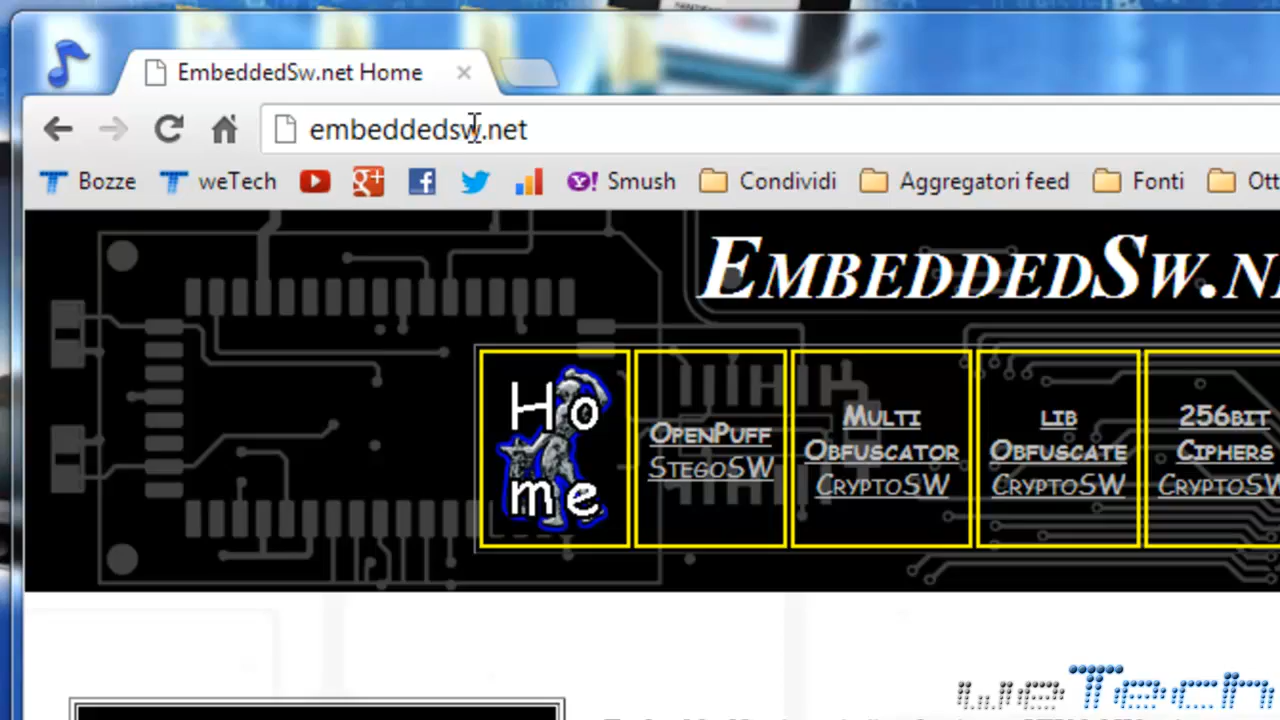 EmbeddedSw.net Home
embeddedsw.net
Bozze weTech Smush Condividi Aggregatori feed Fonti Ott
EMBEDDEDSW.N
Ho
me
OPENPUFF
STEGOSW
MULTI
OBFUSCATOR
CRYPTOSW
LIB
OBFUSCATE
CRYPTOSW
256BIT
CIPHERS
CRYPTOSW
weTech